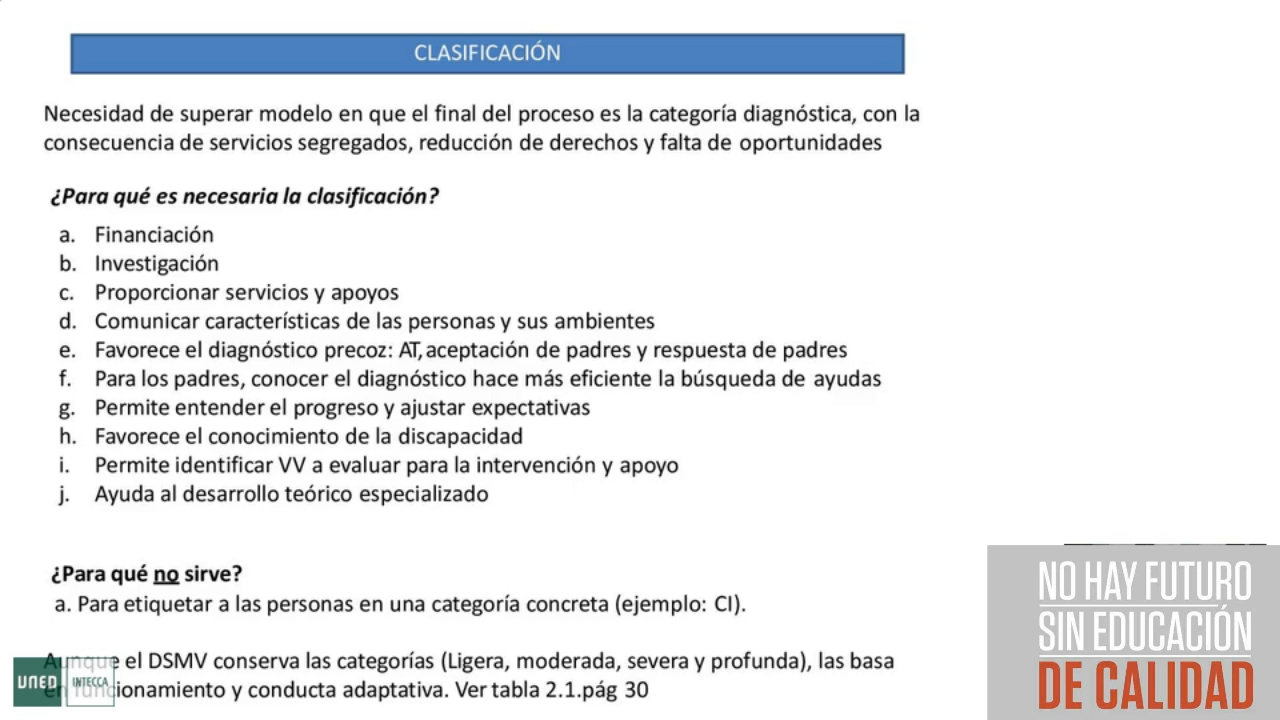 CLASIFICACIÓN
Necesidad de superar modelo en que el final del proceso es la categoría diagnóstica, con la
consecuencia de servicios segregados, reducción de derechos y falta de oportunidades
¿Para qué es necesaria la clasificación?
a. Financiación
b. Investigación
c. Proporcionar servicios y apoyos
d. Comunicar características de las personas y sus ambientes
e. Favorece el diagnóstico precoz: AT, aceptación de padres y respuesta de padres
f. Para los padres, conocer el diagnóstico hace más eficiente la búsqueda de ayudas
g. Permite entender el progreso y ajustar expectativas
h. Favorece el conocimiento de la discapacidad
i. Permite identificar VV a evaluar para la intervención y apoyo
j. Ayuda al desarrollo teórico especializado
¿Para qué no sirve?
a. Para etiquetar a las personas en una categoría concreta (ejemplo: CI).
Aunque el DSMV conserva las categorías (Ligera, moderada, severa y profunda), las basa
en funcionamiento y conducta adaptativa. Ver tabla 2.1.pág 30
UNED INTECCA
NO HAY FUTURO
SIN EDUCACIÓN
DE CALIDAD